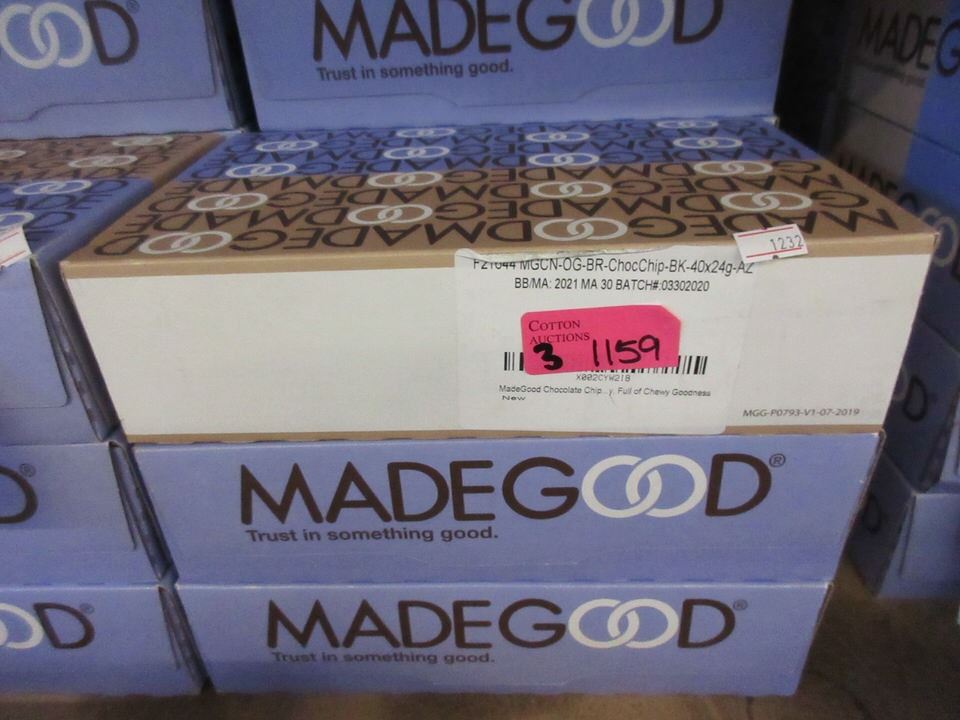 MADEGOOD
Trust in something good.
1232
F21044 MGCN-OG-BR-ChocChip-BK-40x24g-AZ
BB/MA: 2021 MA 30 BATCH#:03302020
COTTON
AUCTIONS
3 1159
X002CYW21B
MadeGood Chocolate Chip...y, Full of Chewy Goodness
New
MGG-P0793-V1-07-2019
MADEGOOD®
Trust in something good.
MADEGOOD®
Trust in something good.